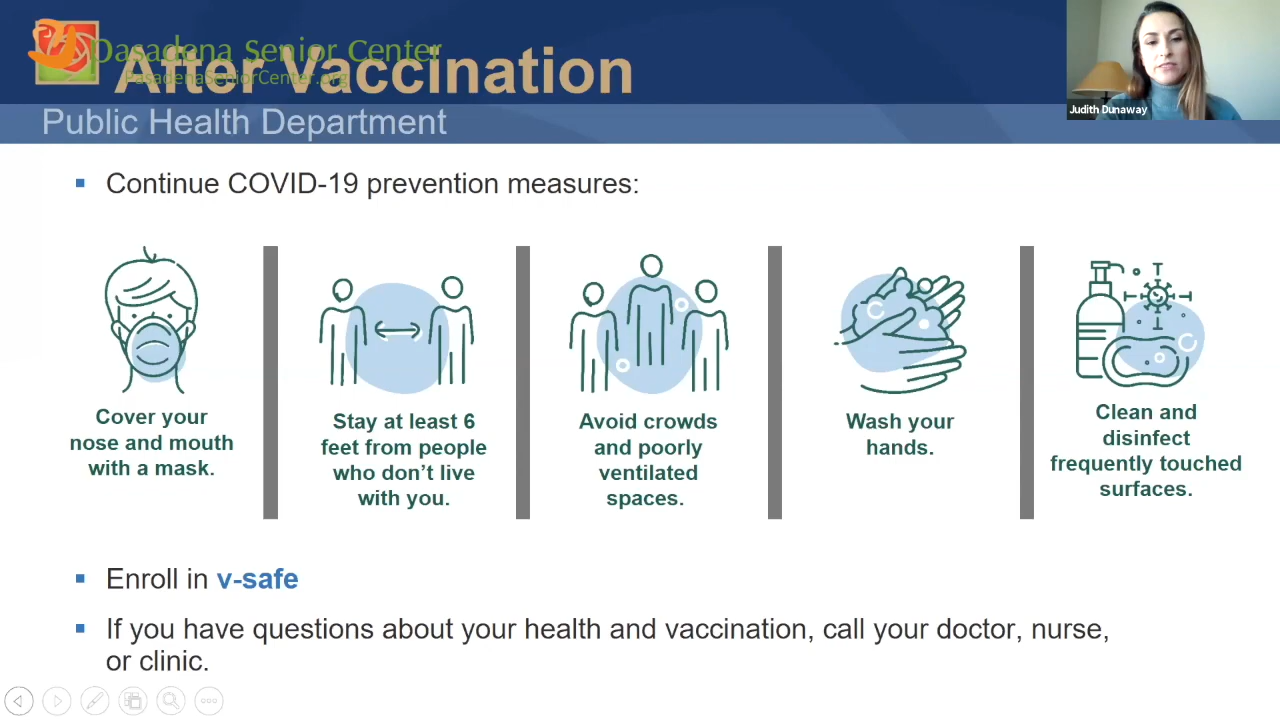 Pasadena Senior Center
PasadenaSeniorCenter.org
After Vaccination
Public Health Department
Judith Dunaway
Continue COVID-19 prevention measures:
Cover your
nose and mouth
with a mask.
Stay at least 6
feet from people
who don't live
with you.
Avoid crowds
and poorly
ventilated
spaces.
Wash your
hands.
Clean and
disinfect
frequently touched
surfaces.
Enroll in v-safe
If you have questions about your health and vaccination, call your doctor, nurse,
or clinic.